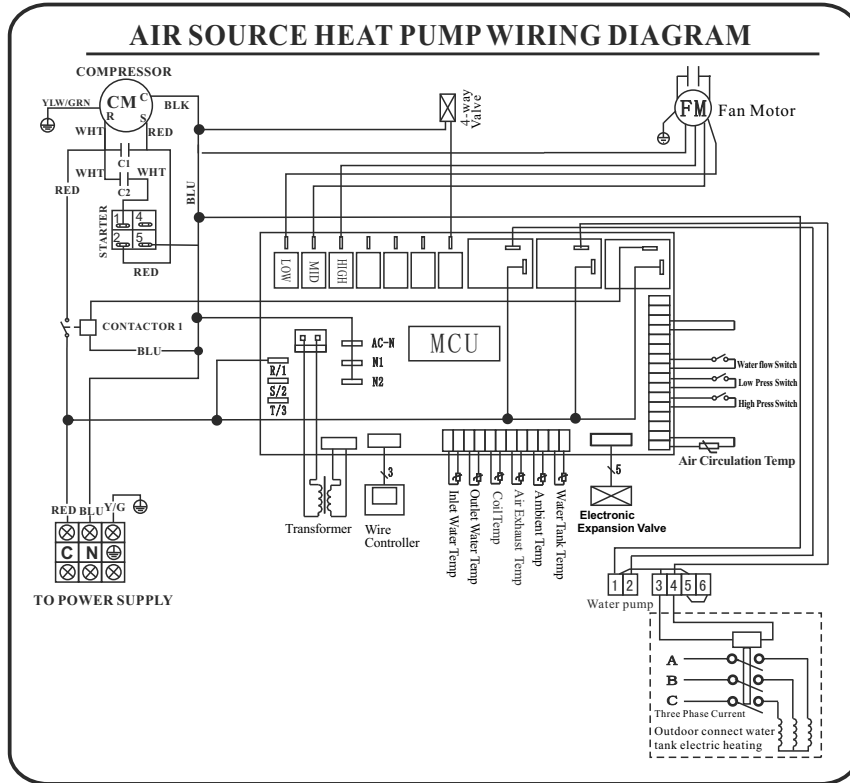 AIR SOURCE HEAT PUMP WIRING DIAGRAM
COMPRESSOR
YLW/GRN
CM
C
R
S
BLK
WHT
RED
C1
WHT
WHT
C2
RED
BLU
STARTER
1
4
2
5
RED
4-way
Valve
FM
Fan Motor
LOW
MID
HIGH
CONTACTOR 1
BLU
AC-N
N1
N2
MCU
R/1
S/2
T/3
Water flow Switch
Low Press Switch
High Press Switch
Air Circulation Temp
3
5
Transformer
Wire
Controller
Inlet Water Temp
Outlet Water Temp
Coil Temp
Air Exhaust Temp
Ambient Temp
Water Tank Temp
Electronic
Expansion Valve
RED
BLU
Y/G
C
N
TO POWER SUPPLY
1
2
3
4
5
6
Water pump
A
B
C
Three Phase Current
Outdoor connect water
tank electric heating